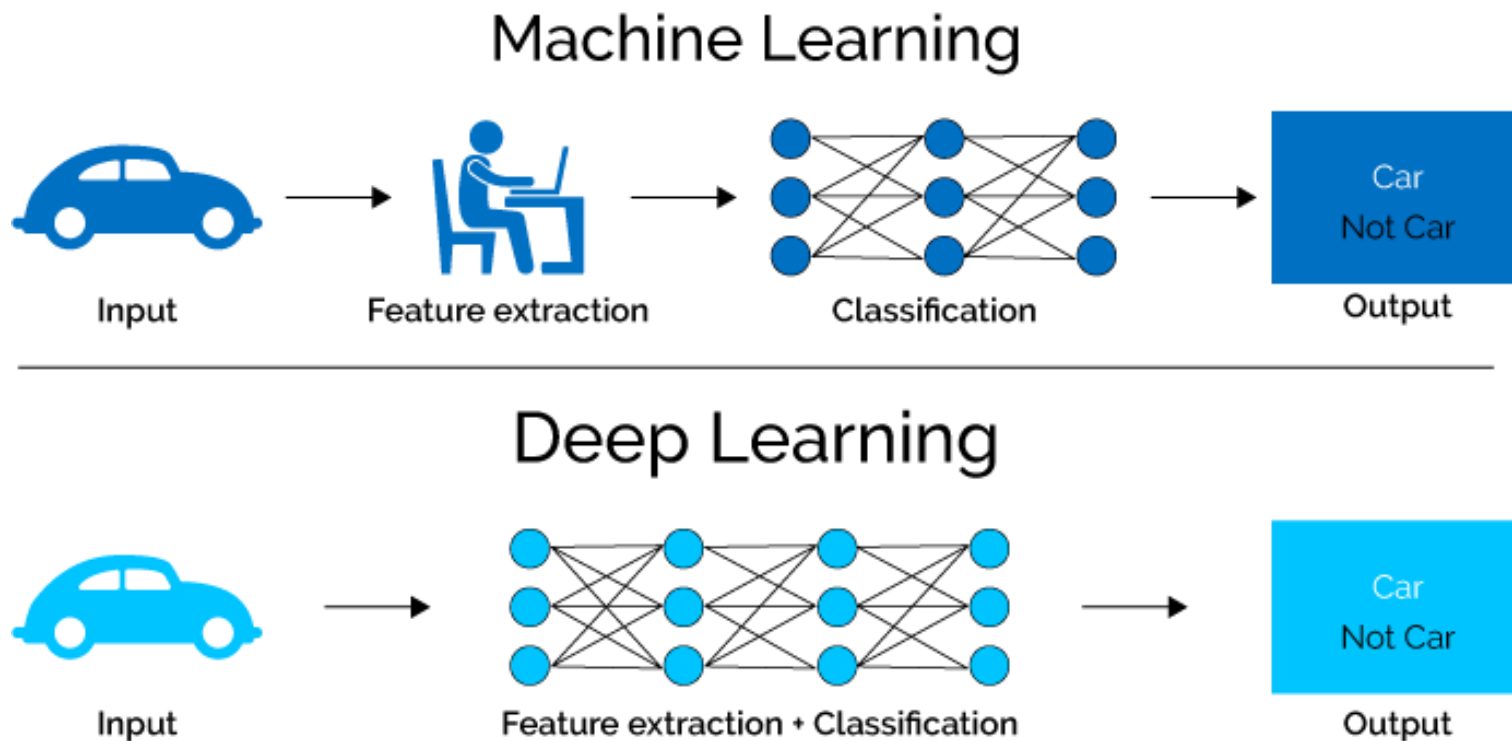 Machine Learning
Car
Not Car
Input
Feature extraction
Classification
Output
Deep Learning
Car
Not Car
Input
Feature extraction + Classification
Output